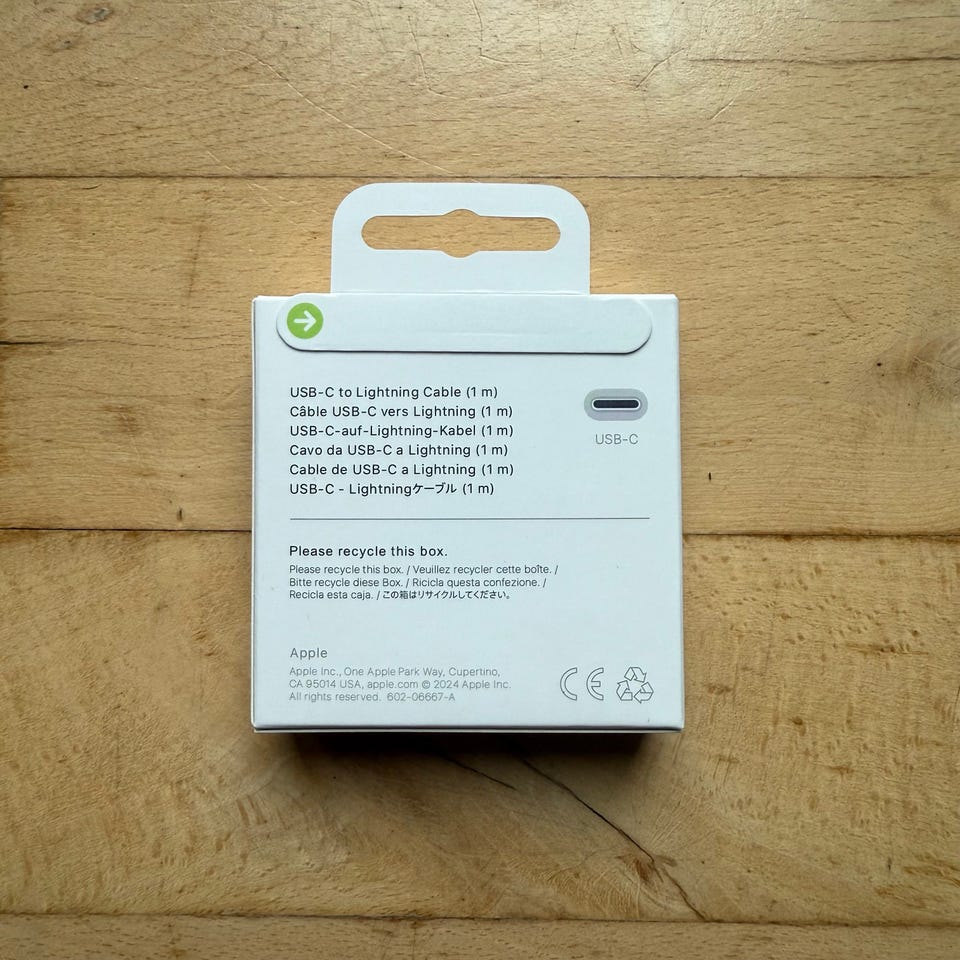 USB-C to Lightning Cable (1 m)
Câble USB-C vers Lightning (1 m)
USB-C-auf-Lightning-Kabel (1 m)
Cavo da USB-C a Lightning (1 m)
Cable de USB-C a Lightning (1 m)
USB-C - Lightningケーブル (1 m)
USB-C
Please recycle this box.
Please recycle this box. / Veuillez recycler cette boîte. /
Bitte recycle diese Box. / Ricicla questa confezione. /
Recicla esta caja. / この箱はリサイクルしてください。
Apple
Apple Inc., One Apple Park Way, Cupertino,
CA 95014 USA, apple.com © 2024 Apple Inc.
All rights reserved. 602-06667-A
CE